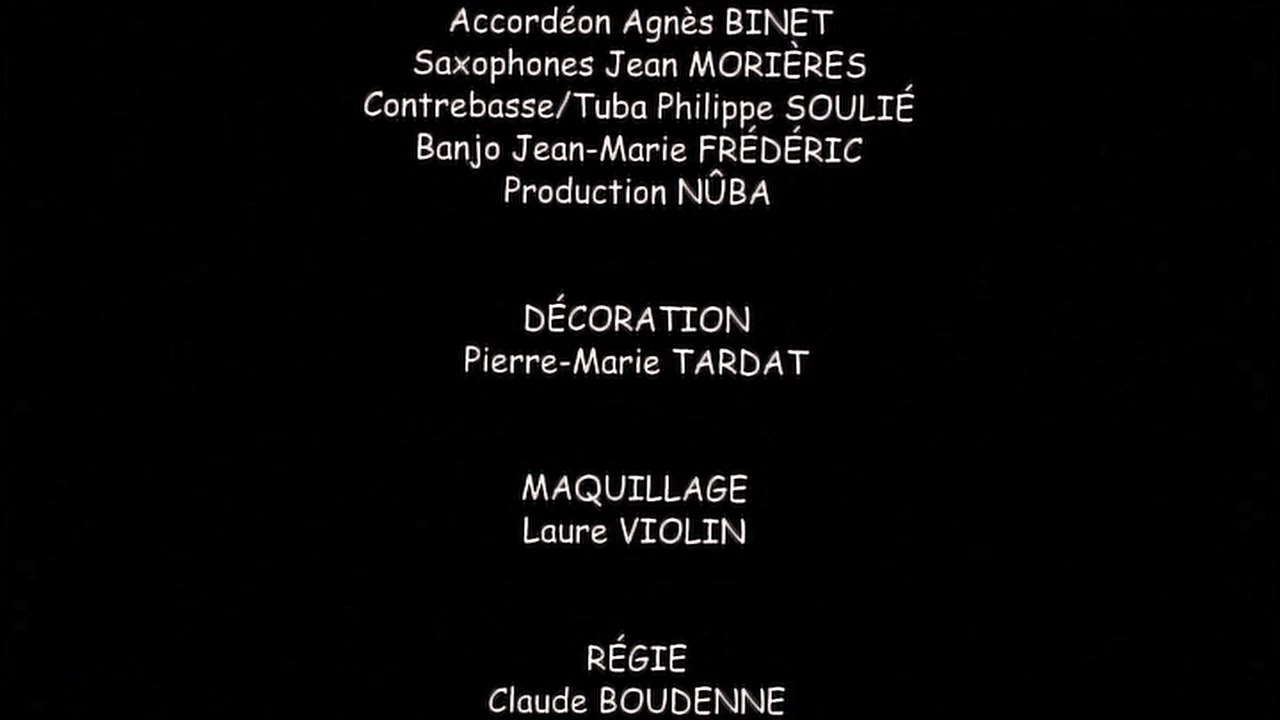 Accordéon Agnès BINET
Saxophones Jean MORIÈRES
Contrebasse/Tuba Philippe SOULIÉ
Banjo Jean-Marie FRÉDÉRIC
Production NÛBA
DÉCORATION
Pierre-Marie TARDAT
MAQUILLAGE
Laure VIOLIN
RÉGIE
Claude BOUDENNE